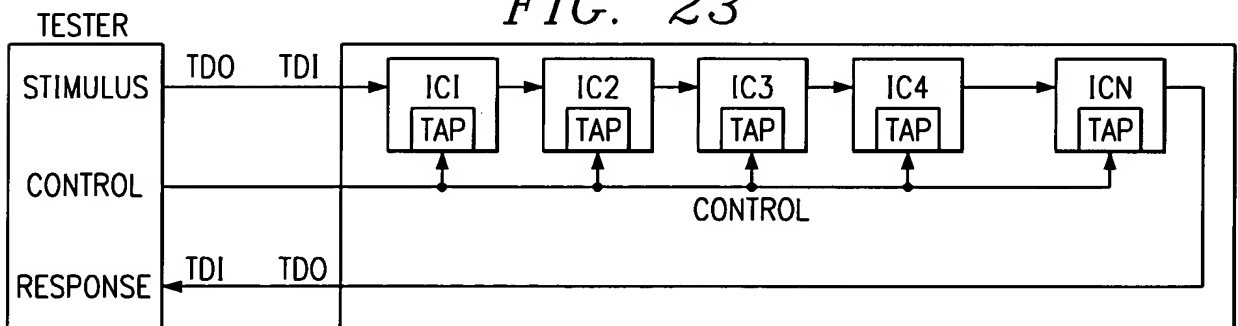 FIG. 23
TESTER
STIMULUS TDO TDI IC1 IC2 IC3 IC4 ICN
TAP TAP TAP TAP TAP
CONTROL
CONTROL
RESPONSE TDI TDO